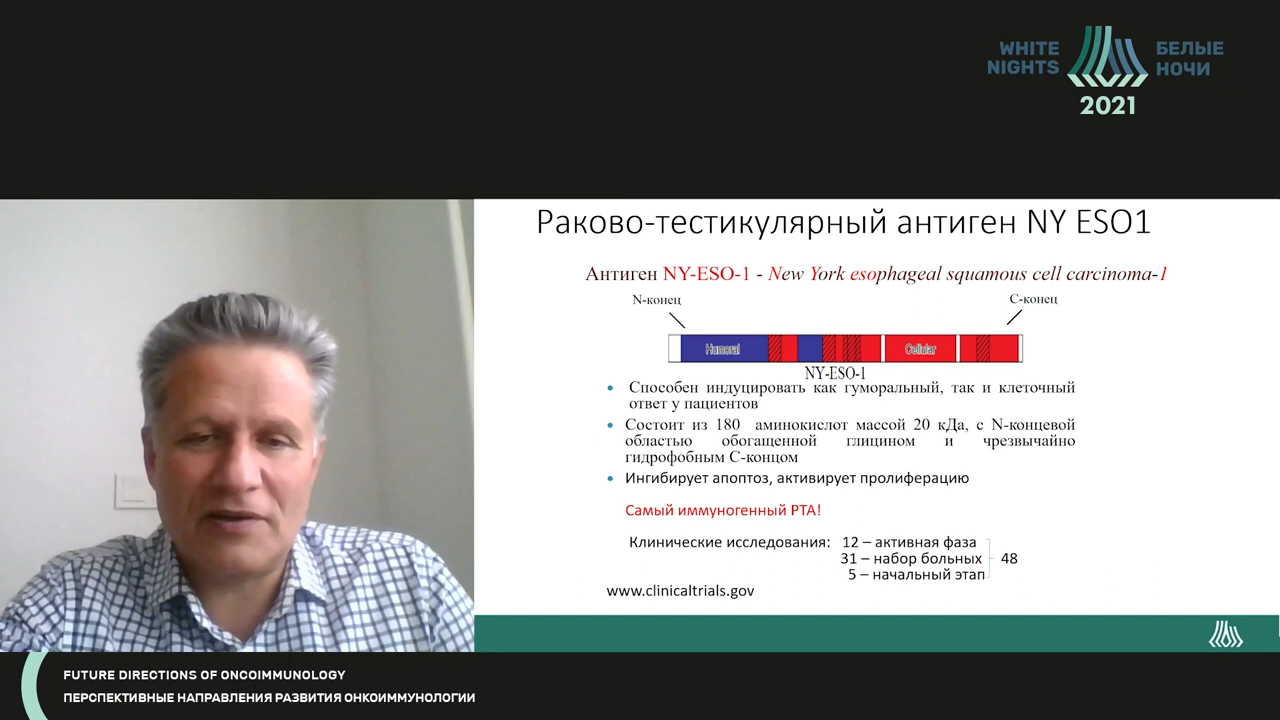 WHITE NIGHTS
БЕЛЫЕ НОЧИ
2021
Раково-тестикулярный антиген NY ESO1
Антиген NY-ESO-1 - New York esophageal squamous cell carcinoma-1
N-конец
С-конец
Humoral
Cellular
NY-ESO-1
Способен индуцировать как гуморальный, так и клеточный
ответ у пациентов
Состоит из 180 аминокислот массой 20 кДа, с N-концевой
областью обогащенной глицином и чрезвычайно
гидрофобным С-концом
Ингибирует апоптоз, активирует пролиферацию
Самый иммуногенный РТА!
Клинические исследования: 12 – активная фаза
31 – набор больных 48
5 – начальный этап
www.clinicaltrials.gov
FUTURE DIRECTIONS OF ONCOIMMUNOLOGY
ПЕРСПЕКТИВНЫЕ НАПРАВЛЕНИЯ РАЗВИТИЯ ОНКОИММУНОЛОГИИ